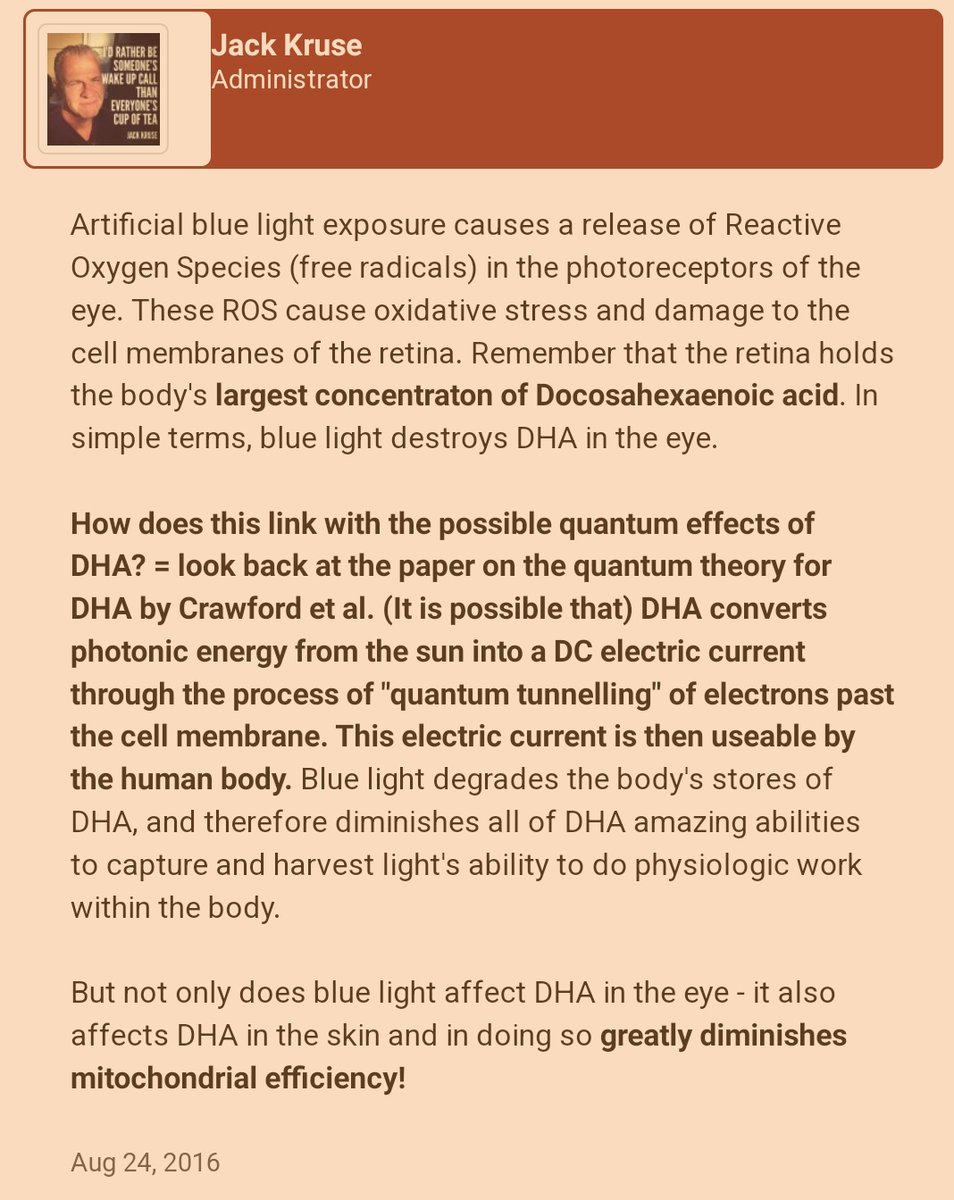 I'D RATHER BE
SOMEONE'S
WAKE UP CALL
THAN
EVERYONE'S
CUP OF TEA
JACK KRUSE
Jack Kruse
Administrator
Artificial blue light exposure causes a release of Reactive
Oxygen Species (free radicals) in the photoreceptors of the
eye. These ROS cause oxidative stress and damage to the
cell membranes of the retina. Remember that the retina holds
the body's largest concentraton of Docosahexaenoic acid. In
simple terms, blue light destroys DHA in the eye.
How does this link with the possible quantum effects of
DHA? = look back at the paper on the quantum theory for
DHA by Crawford et al. (It is possible that) DHA converts
photonic energy from the sun into a DC electric current
through the process of "quantum tunnelling" of electrons past
the cell membrane. This electric current is then useable by
the human body. Blue light degrades the body's stores of
DHA, and therefore diminishes all of DHA amazing abilities
to capture and harvest light's ability to do physiologic work
within the body.
But not only does blue light affect DHA in the eye - it also
affects DHA in the skin and in doing so greatly diminishes
mitochondrial efficiency!
Aug 24, 2016